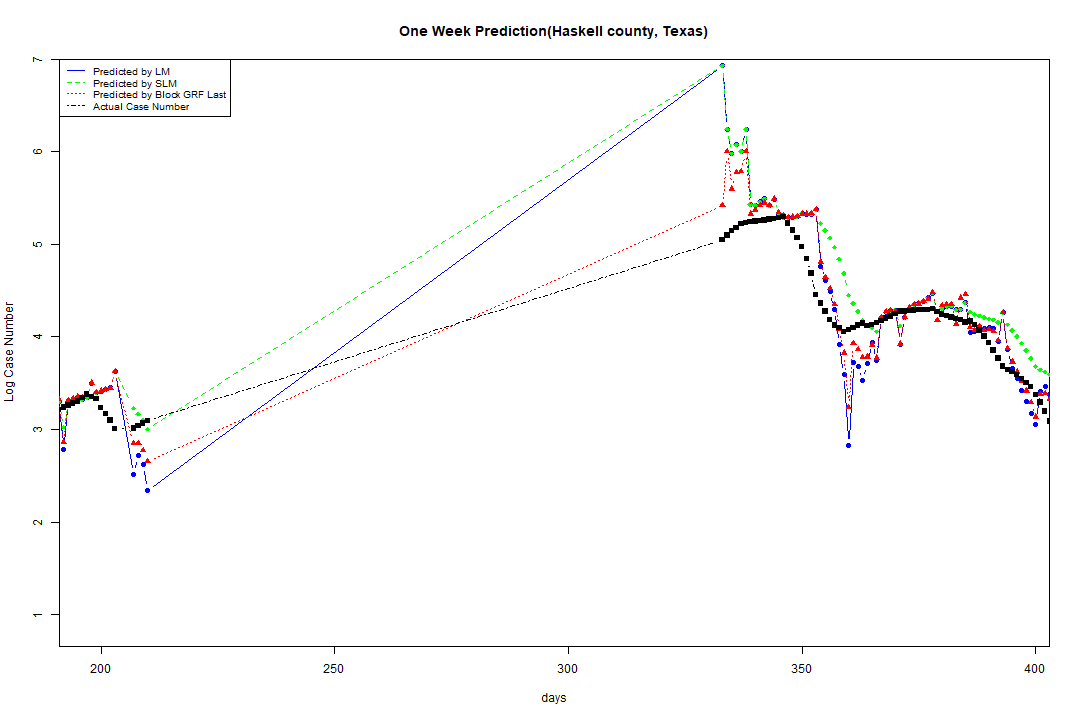 One Week Prediction(Haskell county, Texas)
Predicted by LM
Predicted by SLM
Predicted by Block GRF Last
Actual Case Number
Log Case Number
7
6
5
4
3
2
1
200
250
300
350
400
days